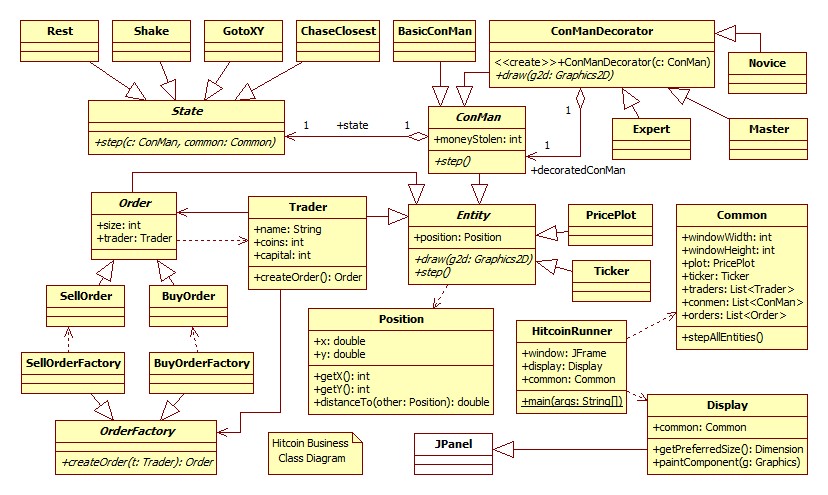 Rest
Shake
GotoXY
ChaseClosest
BasicConMan
ConManDecorator
<<create>>+ConManDecorator(c: ConMan)
+draw(g2d: Graphics2D)
Novice
State
+step(c: ConMan, common: Common)
1
+state
1
ConMan
+moneyStolen: int
+step()
1
1
+decoratedConMan
Expert
Master
Order
+size: int
+trader: Trader
Trader
+name: String
+coins: int
+capital: int
+createOrder(): Order
Entity
+position: Position
+draw(g2d: Graphics2D)
+step()
PricePlot
Ticker
Common
+windowWidth: int
+windowHeight: int
+plot: PricePlot
+ticker: Ticker
+traders: List<Trader>
+conmen: List<ConMan>
+orders: List<Order>
+stepAllEntities()
SellOrder
BuyOrder
Position
+x: double
+y: double
+getX(): int
+getY(): int
+distanceTo(other: Position): double
HitcoinRunner
+window: JFrame
+display: Display
+common: Common
+main(args: String[])
SellOrderFactory
BuyOrderFactory
OrderFactory
+createOrder(t: Trader): Order
Hitcoin Business
Class Diagram
JPanel
Display
+common: Common
+getPreferredSize(): Dimension
+paintComponent(g: Graphics)